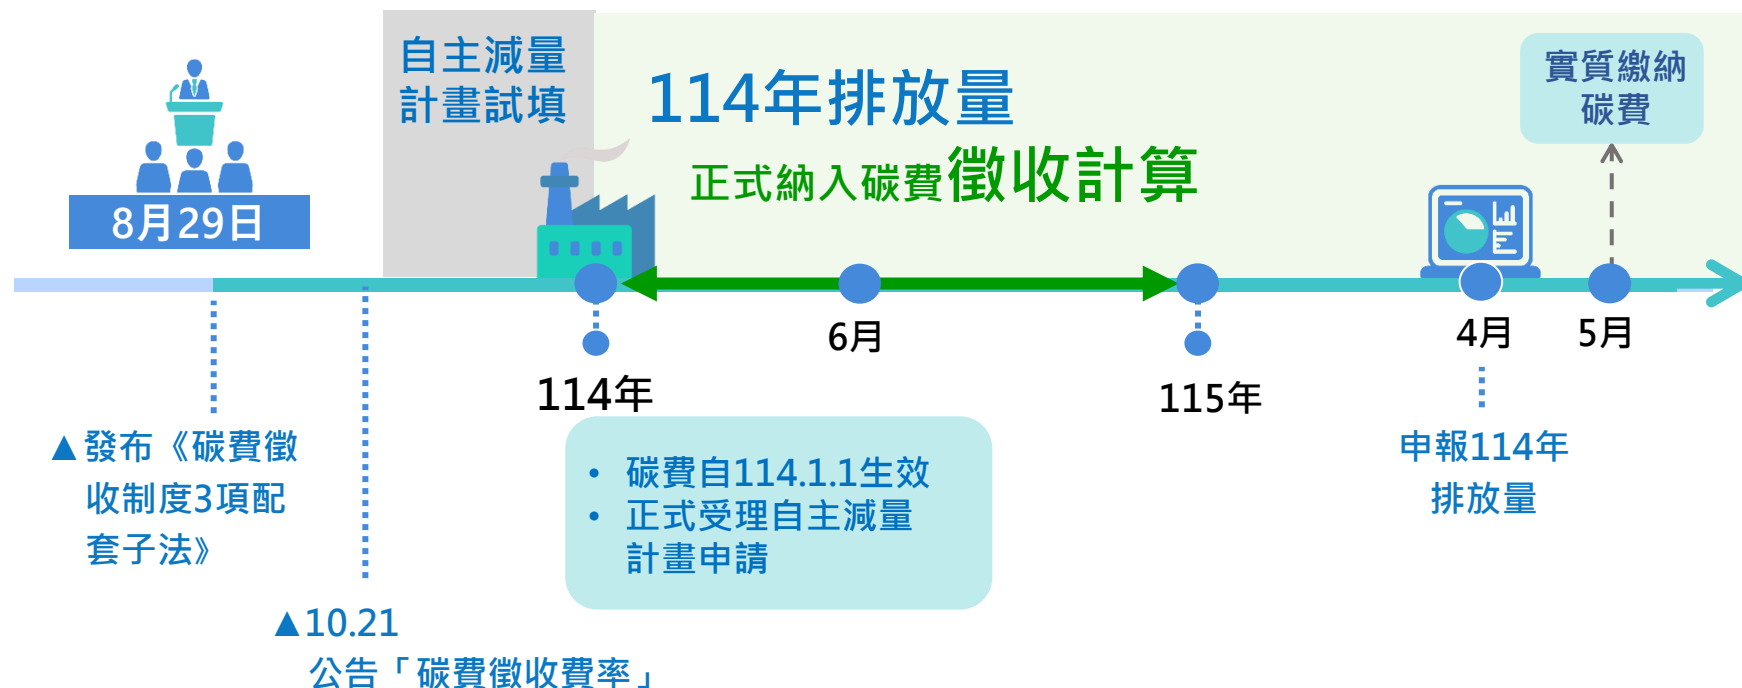 自主減量
計畫試填
114年排放量
正式納入碳費徵收計算
實質繳納
碳費
8月29日
6月
4月
5月
114年
115年
▲發布《碳費徵
收制度3項配
套子法》
• 碳費自114.1.1生效
• 正式受理自主減量
計畫申請
申報114年
排放量
▲10.21
公告「碳費徵收費率」